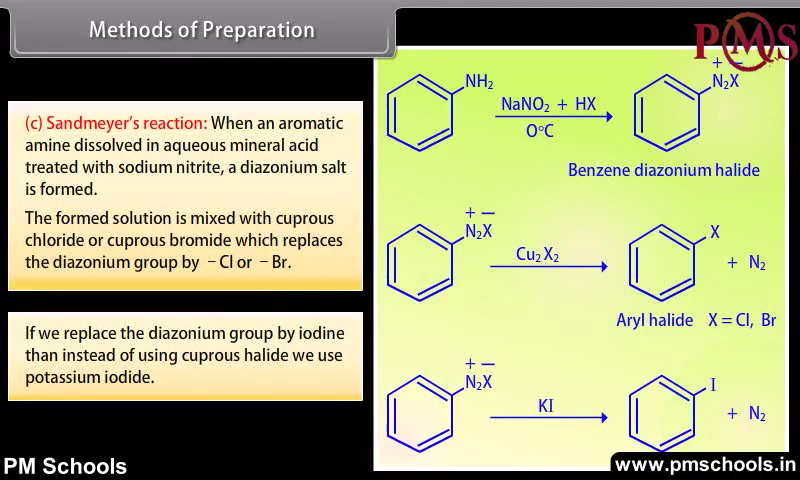 Methods of Preparation
PMS
(c) Sandmeyer's reaction: When an aromatic
amine dissolved in aqueous mineral acid
treated with sodium nitrite, a diazonium salt
is formed.
The formed solution is mixed with cuprous
chloride or cuprous bromide which replaces
the diazonium group by – Cl or – Br.
If we replace the diazonium group by iodine
than instead of using cuprous halide we use
potassium iodide.
NH₂
NaNO₂ + HX
O°C
+ –
N₂X
Benzene diazonium halide
+ –
N₂X
Cu₂X₂
X
+ N₂
Aryl halide X = Cl, Br
+ –
N₂X
KI
I
+ N₂
PM Schools
www.pmschools.in